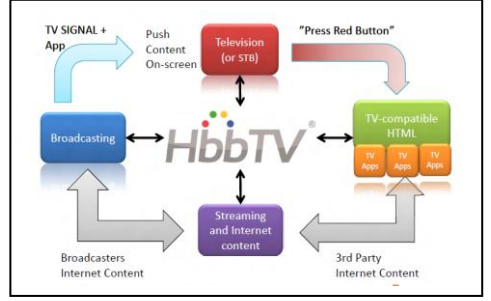 TV SIGNAL +
App
Push
Content
On-screen
Television
(or STB)
"Press Red Button"
Broadcasting
HbbTV®
TV-compatible
HTML
TV
Apps
TV
Apps
TV
Apps
Streaming
and Internet
content
Broadcasters
Internet Content
3rd Party
Internet Content